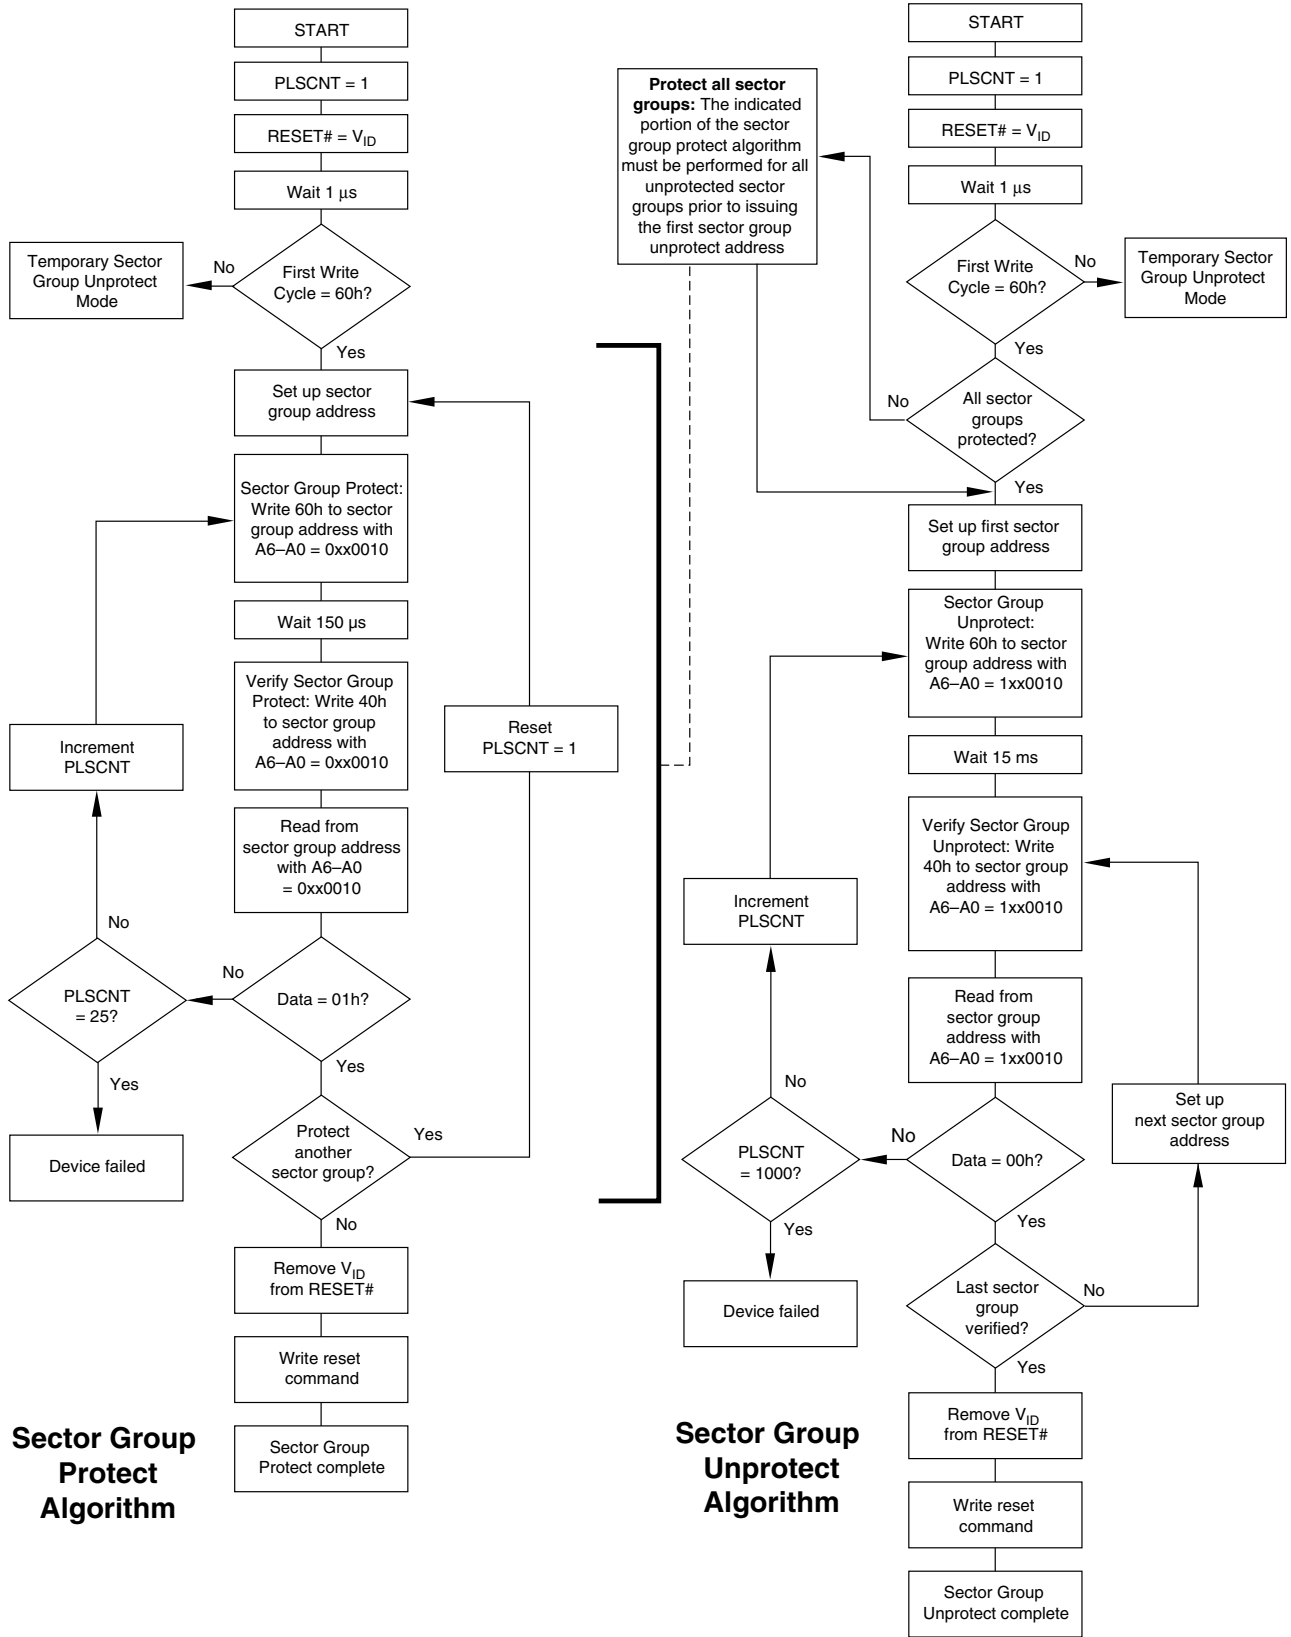 START
PLSCNT = 1
RESET# = VID
Wait 1 μs
First Write
Cycle = 60h?
No
Temporary Sector
Group Unprotect
Mode
Yes
Set up sector
group address
Sector Group Protect:
Write 60h to sector
group address with
A6–A0 = 0xx0010
Wait 150 µs
Verify Sector Group
Protect: Write 40h
to sector group
address with
A6–A0 = 0xx0010
Read from
sector group address
with A6–A0
= 0xx0010
Data = 01h?
No
PLSCNT
= 25?
No
Increment
PLSCNT
Yes
Device failed
Yes
Protect
another
sector group?
Yes
Reset
PLSCNT = 1
No
Remove VID
from RESET#
Write reset
command
Sector Group
Protect complete
Sector Group
Protect
Algorithm
Protect all sector
groups: The indicated
portion of the sector
group protect algorithm
must be performed for all
unprotected sector
groups prior to issuing
the first sector group
unprotect address
START
PLSCNT = 1
RESET# = VID
Wait 1 μs
First Write
Cycle = 60h?
No
Temporary Sector
Group Unprotect
Mode
Yes
All sector
groups
protected?
No
Yes
Set up first sector
group address
Sector Group
Unprotect:
Write 60h to sector
group address with
A6–A0 = 1xx0010
Wait 15 ms
Verify Sector Group
Unprotect: Write
40h to sector group
address with
A6–A0 = 1xx0010
Read from
sector group
address with
A6–A0 = 1xx0010
Data = 00h?
No
PLSCNT
= 1000?
No
Increment
PLSCNT
Yes
Device failed
Yes
Last sector
group
verified?
No
Set up
next sector group
address
Yes
Remove VID
from RESET#
Write reset
command
Sector Group
Unprotect complete
Sector Group
Unprotect
Algorithm